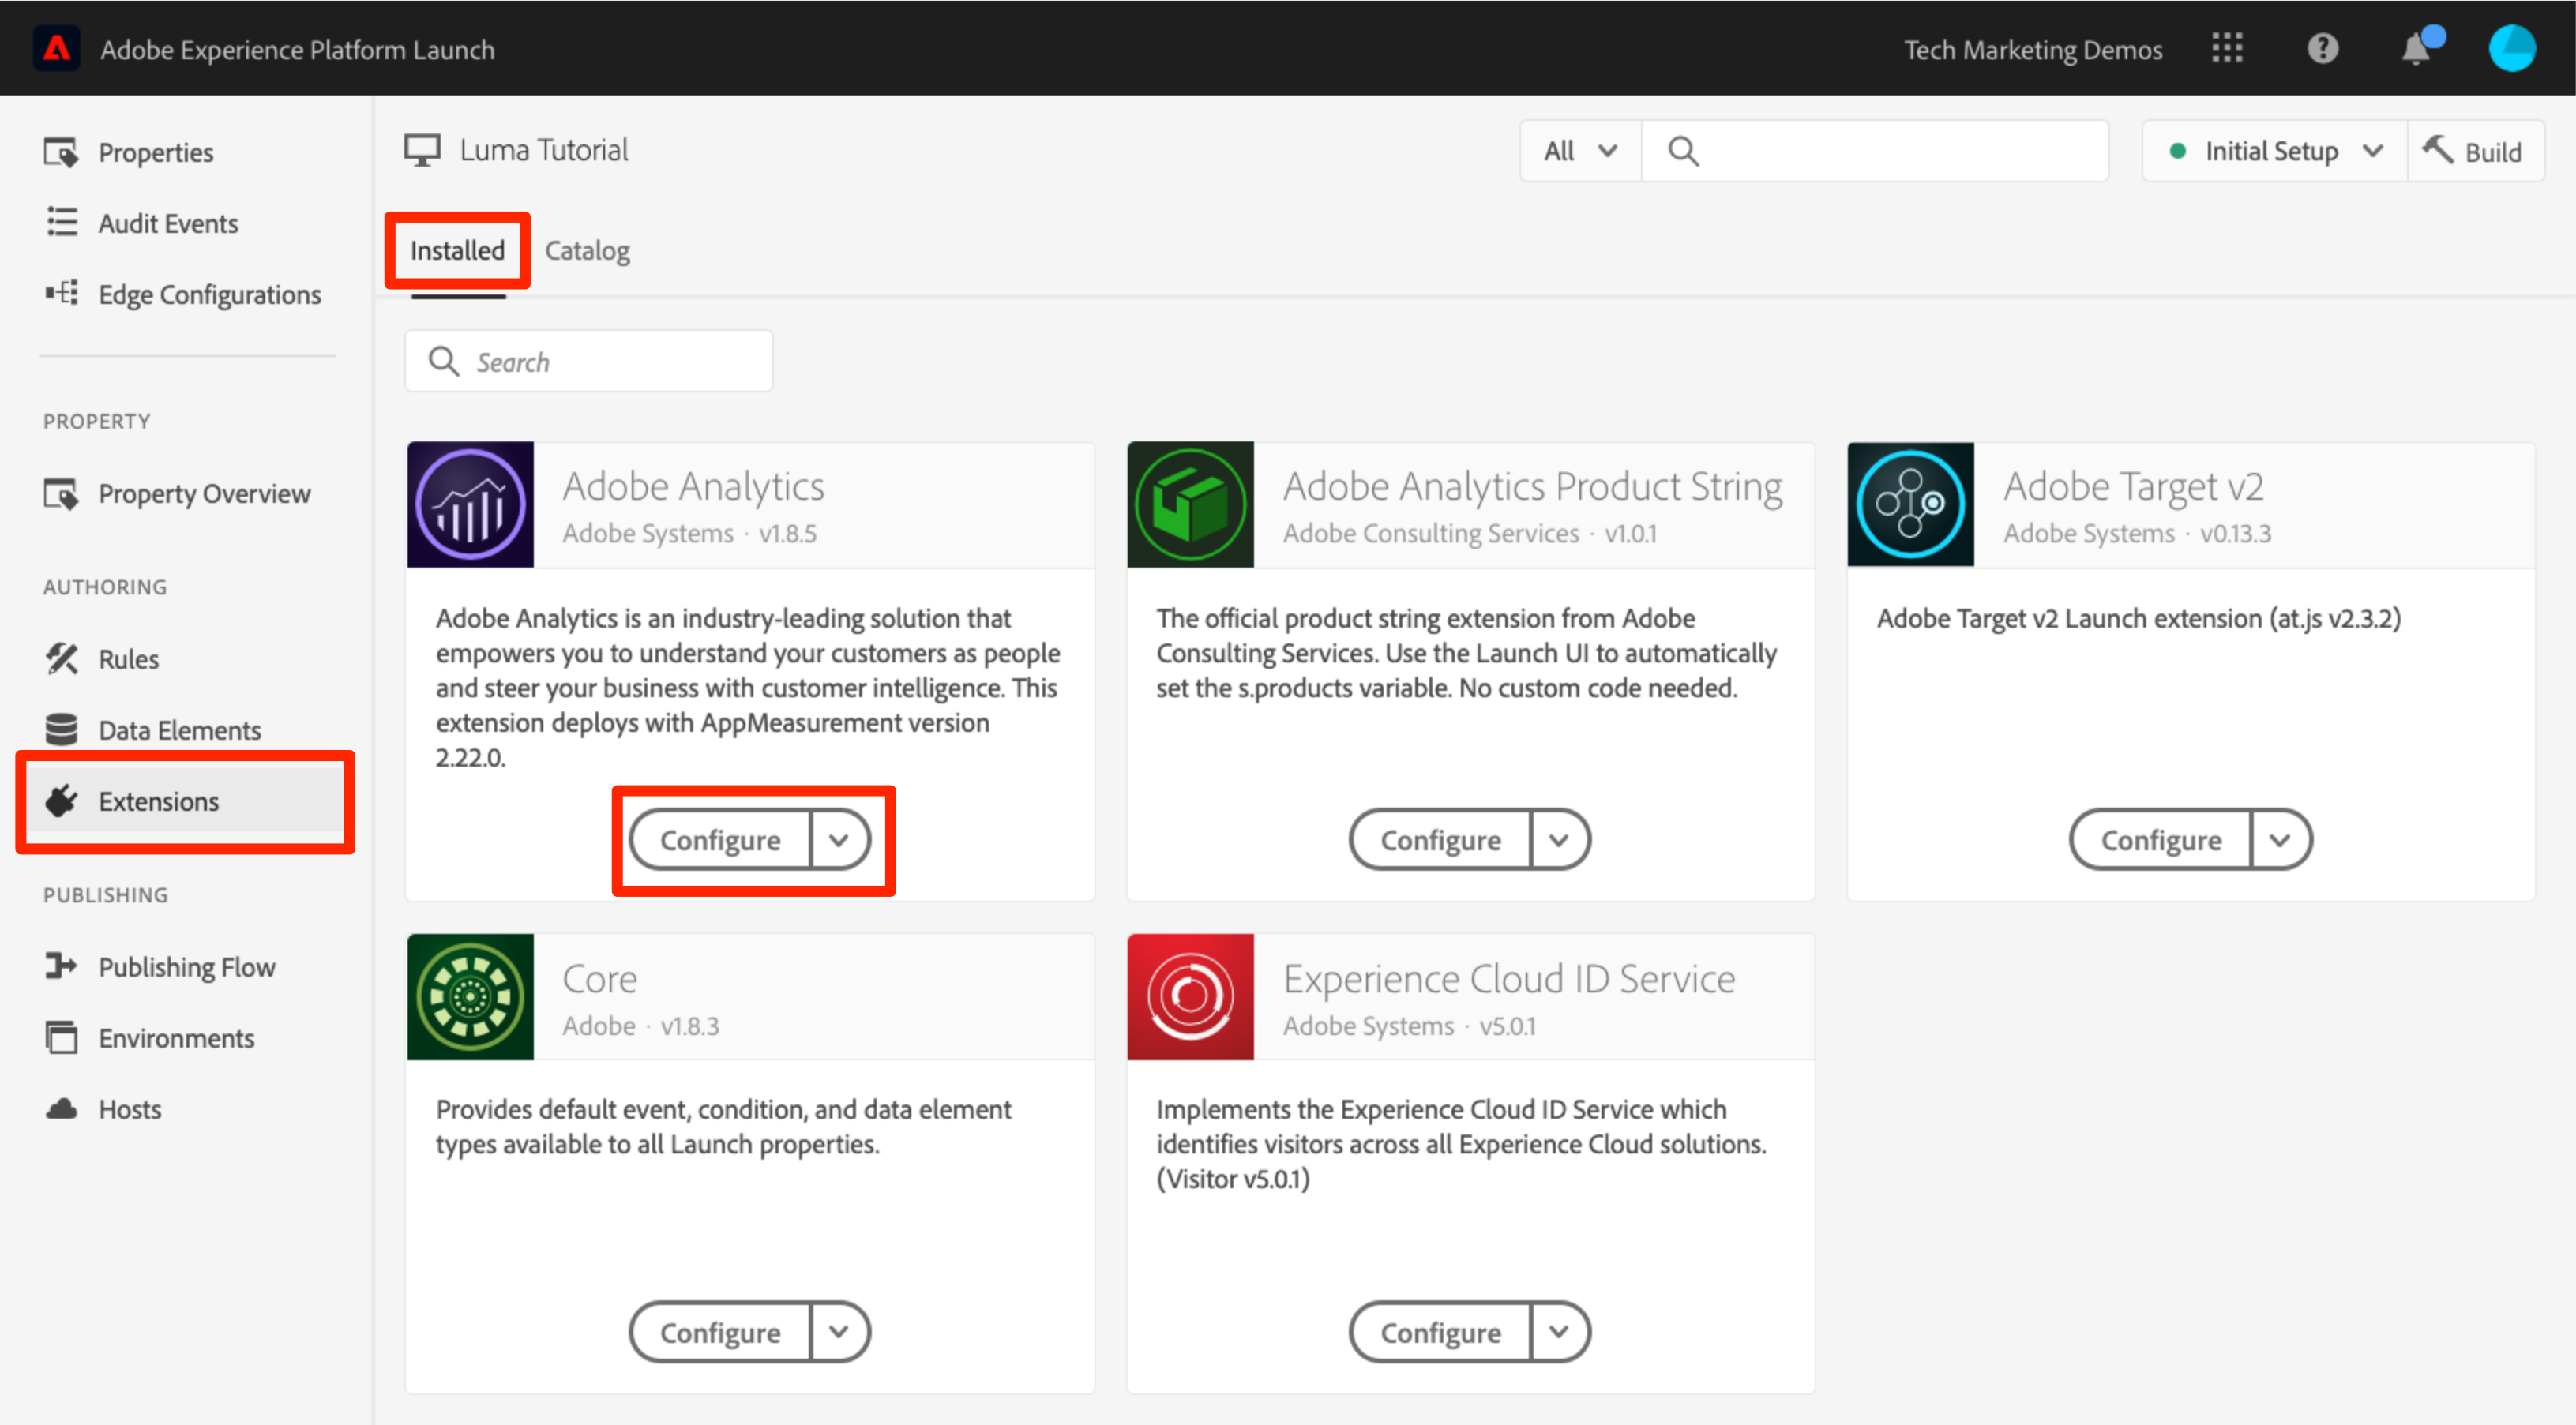 Adobe Experience Platform Launch
Tech Marketing Demos
Properties
Audit Events
Edge Configurations
PROPERTY
Property Overview
AUTHORING
Rules
Data Elements
Extensions
PUBLISHING
Publishing Flow
Environments
Hosts
Luma Tutorial
All
Initial Setup
Build
Installed
Catalog
Search
Adobe Analytics
Adobe Systems · v1.8.5
Adobe Analytics is an industry-leading solution that
empowers you to understand your customers as people
and steer your business with customer intelligence. This
extension deploys with AppMeasurement version
2.22.0.
Configure
Adobe Analytics Product String
Adobe Consulting Services · v1.0.1
The official product string extension from Adobe
Consulting Services. Use the Launch UI to automatically
set the s.products variable. No custom code needed.
Configure
Adobe Target v2
Adobe Systems · v0.13.3
Adobe Target v2 Launch extension (at.js v2.3.2)
Configure
Core
Adobe · v1.8.3
Provides default event, condition, and data element
types available to all Launch properties.
Configure
Experience Cloud ID Service
Adobe Systems · v5.0.1
Implements the Experience Cloud ID Service which
identifies visitors across all Experience Cloud solutions.
(Visitor v5.0.1)
Configure